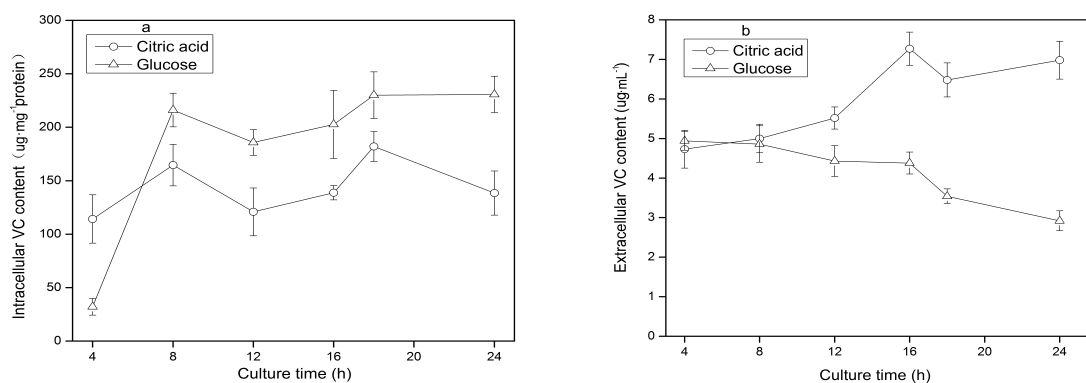 a
Citric acid
Glucose
Intracellular VC content (ug·mg⁻¹protein)
300
250
200
150
100
50
0
4 8 12 16 20 24
Culture time (h)
b
Citric acid
Glucose
Extracellular VC content (ug·mL⁻¹)
8
7
6
5
4
3
2
1
0
4 8 12 16 20 24
Culture time (h)